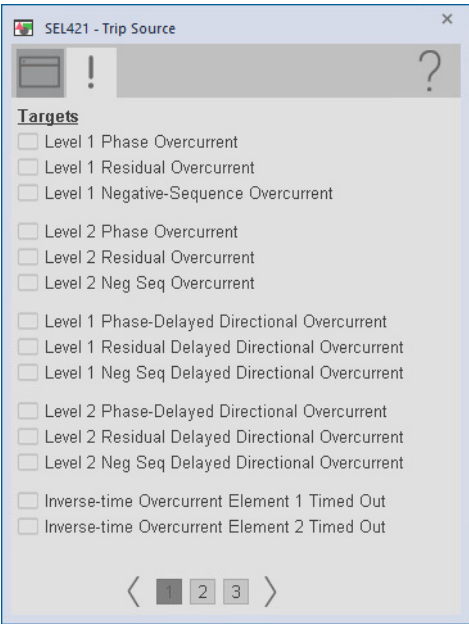 SEL421 - Trip Source
×
!
?
Targets
Level 1 Phase Overcurrent
Level 1 Residual Overcurrent
Level 1 Negative-Sequence Overcurrent
Level 2 Phase Overcurrent
Level 2 Residual Overcurrent
Level 2 Neg Seq Overcurrent
Level 1 Phase-Delayed Directional Overcurrent
Level 1 Residual Delayed Directional Overcurrent
Level 1 Neg Seq Delayed Directional Overcurrent
Level 2 Phase-Delayed Directional Overcurrent
Level 2 Residual Delayed Directional Overcurrent
Level 2 Neg Seq Delayed Directional Overcurrent
Inverse-time Overcurrent Element 1 Timed Out
Inverse-time Overcurrent Element 2 Timed Out
1 2 3